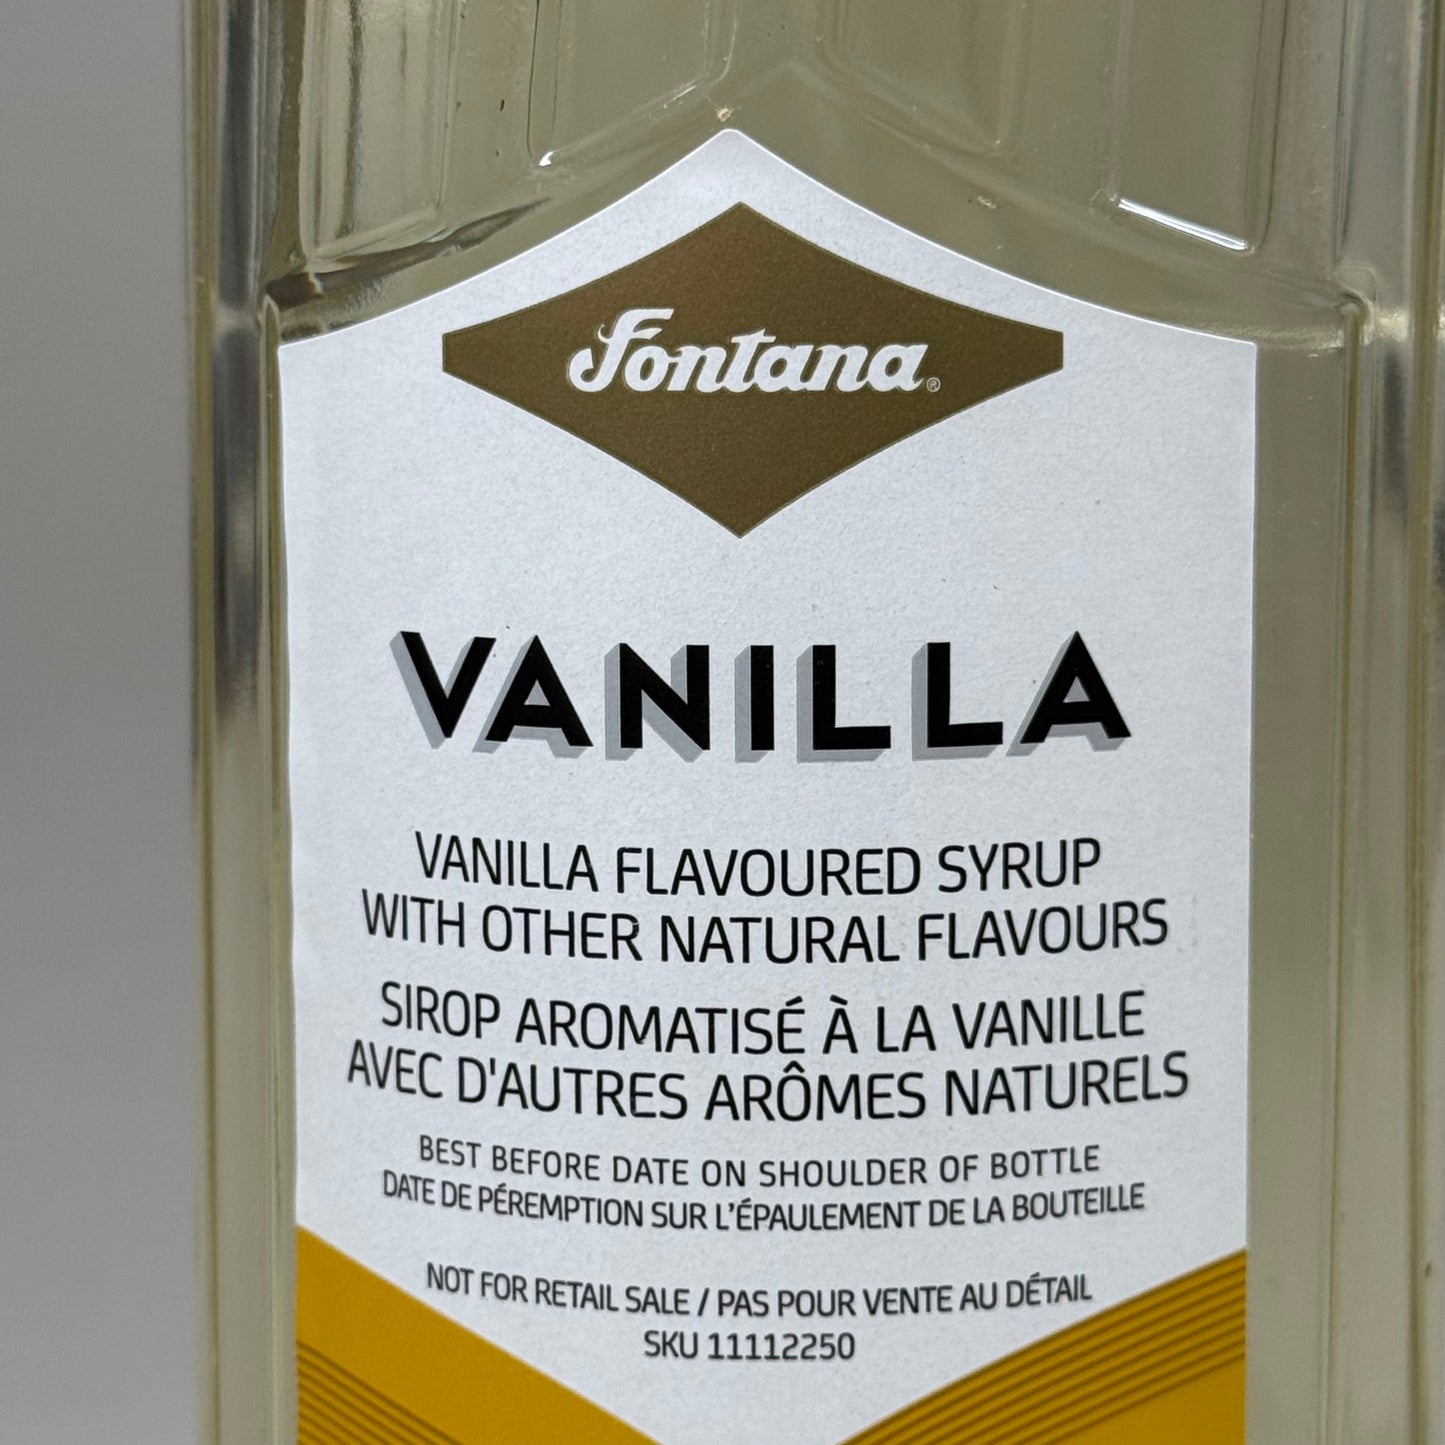 Fontana®
VANILLA
VANILLA FLAVOURED SYRUP
WITH OTHER NATURAL FLAVOURS
SIROP AROMATISÉ À LA VANILLE
AVEC D'AUTRES ARÔMES NATURELS
BEST BEFORE DATE ON SHOULDER OF BOTTLE
DATE DE PÉREMPTION SUR L’ÉPAULEMENT DE LA BOUTEILLE
NOT FOR RETAIL SALE / PAS POUR VENTE AU DÉTAIL
SKU 11112250